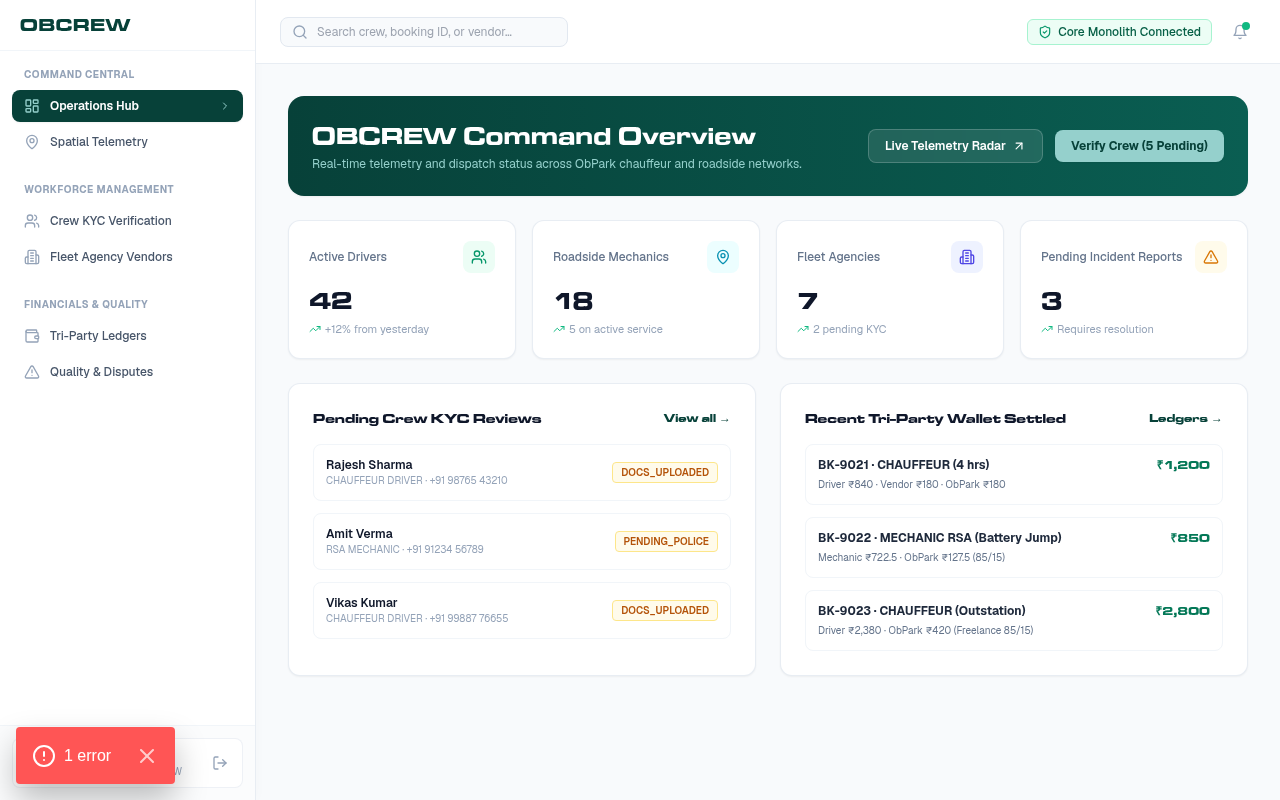 OBCREW
Search crew, booking ID, or vendor...
Core Monolith Connected
COMMAND CENTRAL
Operations Hub
Spatial Telemetry
WORKFORCE MANAGEMENT
Crew KYC Verification
Fleet Agency Vendors
FINANCIALS & QUALITY
Tri-Party Ledgers
Quality & Disputes
1 error
W
OBCREW Command Overview
Real-time telemetry and dispatch status across ObPark chauffeur and roadside networks.
Live Telemetry Radar
Verify Crew (5 Pending)
Active Drivers
42
+12% from yesterday
Roadside Mechanics
18
5 on active service
Fleet Agencies
7
2 pending KYC
Pending Incident Reports
3
Requires resolution
Pending Crew KYC Reviews
View all →
Rajesh Sharma
CHAUFFEUR DRIVER · +91 98765 43210
DOCS_UPLOADED
Amit Verma
RSA MECHANIC · +91 91234 56789
PENDING_POLICE
Vikas Kumar
CHAUFFEUR DRIVER · +91 99887 76655
DOCS_UPLOADED
Recent Tri-Party Wallet Settled
Ledgers →
BK-9021 · CHAUFFEUR (4 hrs)
₹1,200
Driver ₹840 · Vendor ₹180 · ObPark ₹180
BK-9022 · MECHANIC RSA (Battery Jump)
₹850
Mechanic ₹722.5 · ObPark ₹127.5 (85/15)
BK-9023 · CHAUFFEUR (Outstation)
₹2,800
Driver ₹2,380 · ObPark ₹420 (Freelance 85/15)